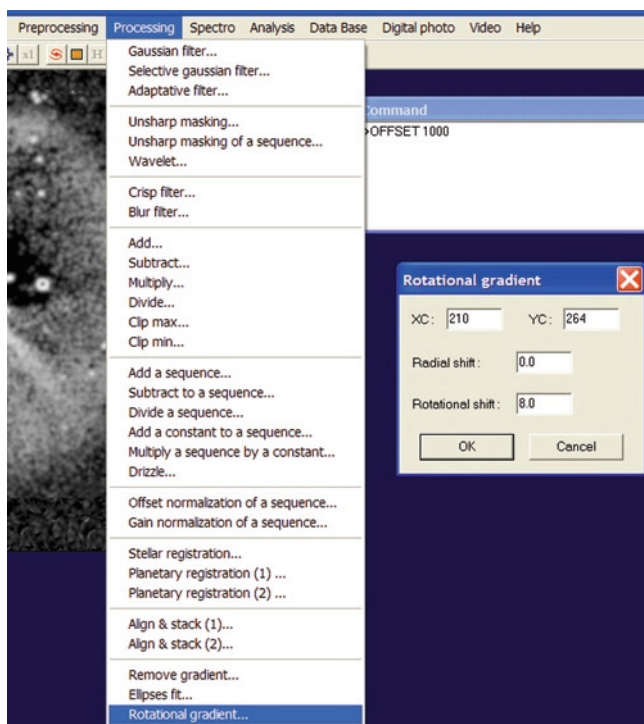 Preprocessing Processing Spectro Analysis Data Base Digital photo Video Help
x1 S H
Gaussian filter...
Selective gaussian filter...
Adaptative filter...
Unsharp masking...
Unsharp masking of a sequence...
Wavelet...
Crisp filter...
Blur filter...
Add...
Subtract...
Multiply...
Divide...
Clip max...
Clip min...
Add a sequence...
Subtract to a sequence...
Divide a sequence...
Add a constant to a sequence...
Multiply a sequence by a constant...
Drizzle...
Offset normalization of a sequence...
Gain normalization of a sequence...
Stellar registration...
Planetary registration (1) ...
Planetary registration (2) ...
Align & stack (1)...
Align & stack (2)...
Remove gradient...
Ellipses fit...
Rotational gradient...
Command
>OFFSET 1000
Rotational gradient
XC: 210 YC: 264
Radial shift: 0.0
Rotational shift: 8.0
OK Cancel